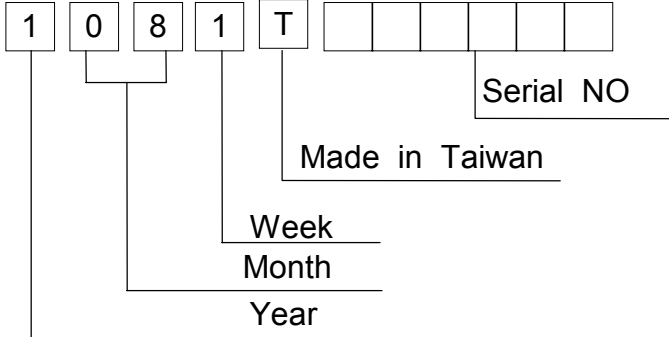 1 0 8 1 T
Serial NO
Made in Taiwan
Week
Month
Year